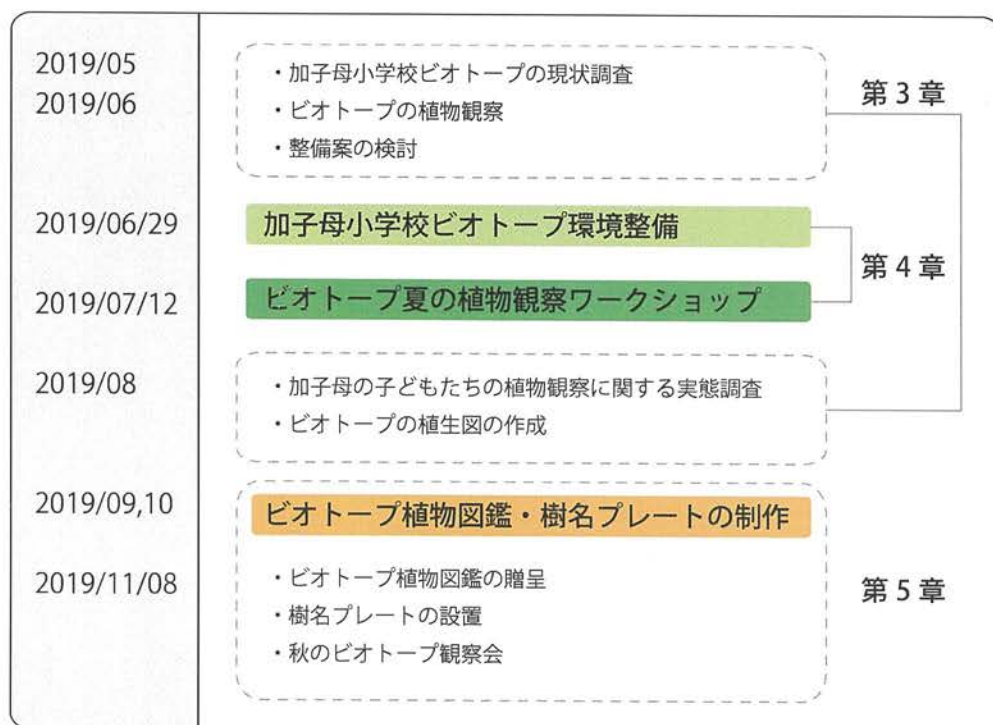 2019/05
・加子母小学校ビオトープの現状調査
第3章
2019/06
・ビオトープの植物観察
・整備案の検討
2019/06/29
加子母小学校ビオトープ環境整備
第4章
2019/07/12
ビオトープ夏の植物観察ワークショップ
2019/08
・加子母の子どもたちの植物観察に関する実態調査
・ビオトープの植生図の作成
2019/09,10
ビオトープ植物図鑑・樹名プレートの制作
2019/11/08
・ビオトープ植物図鑑の贈呈
第5章
・樹名プレートの設置
・秋のビオトープ観察会